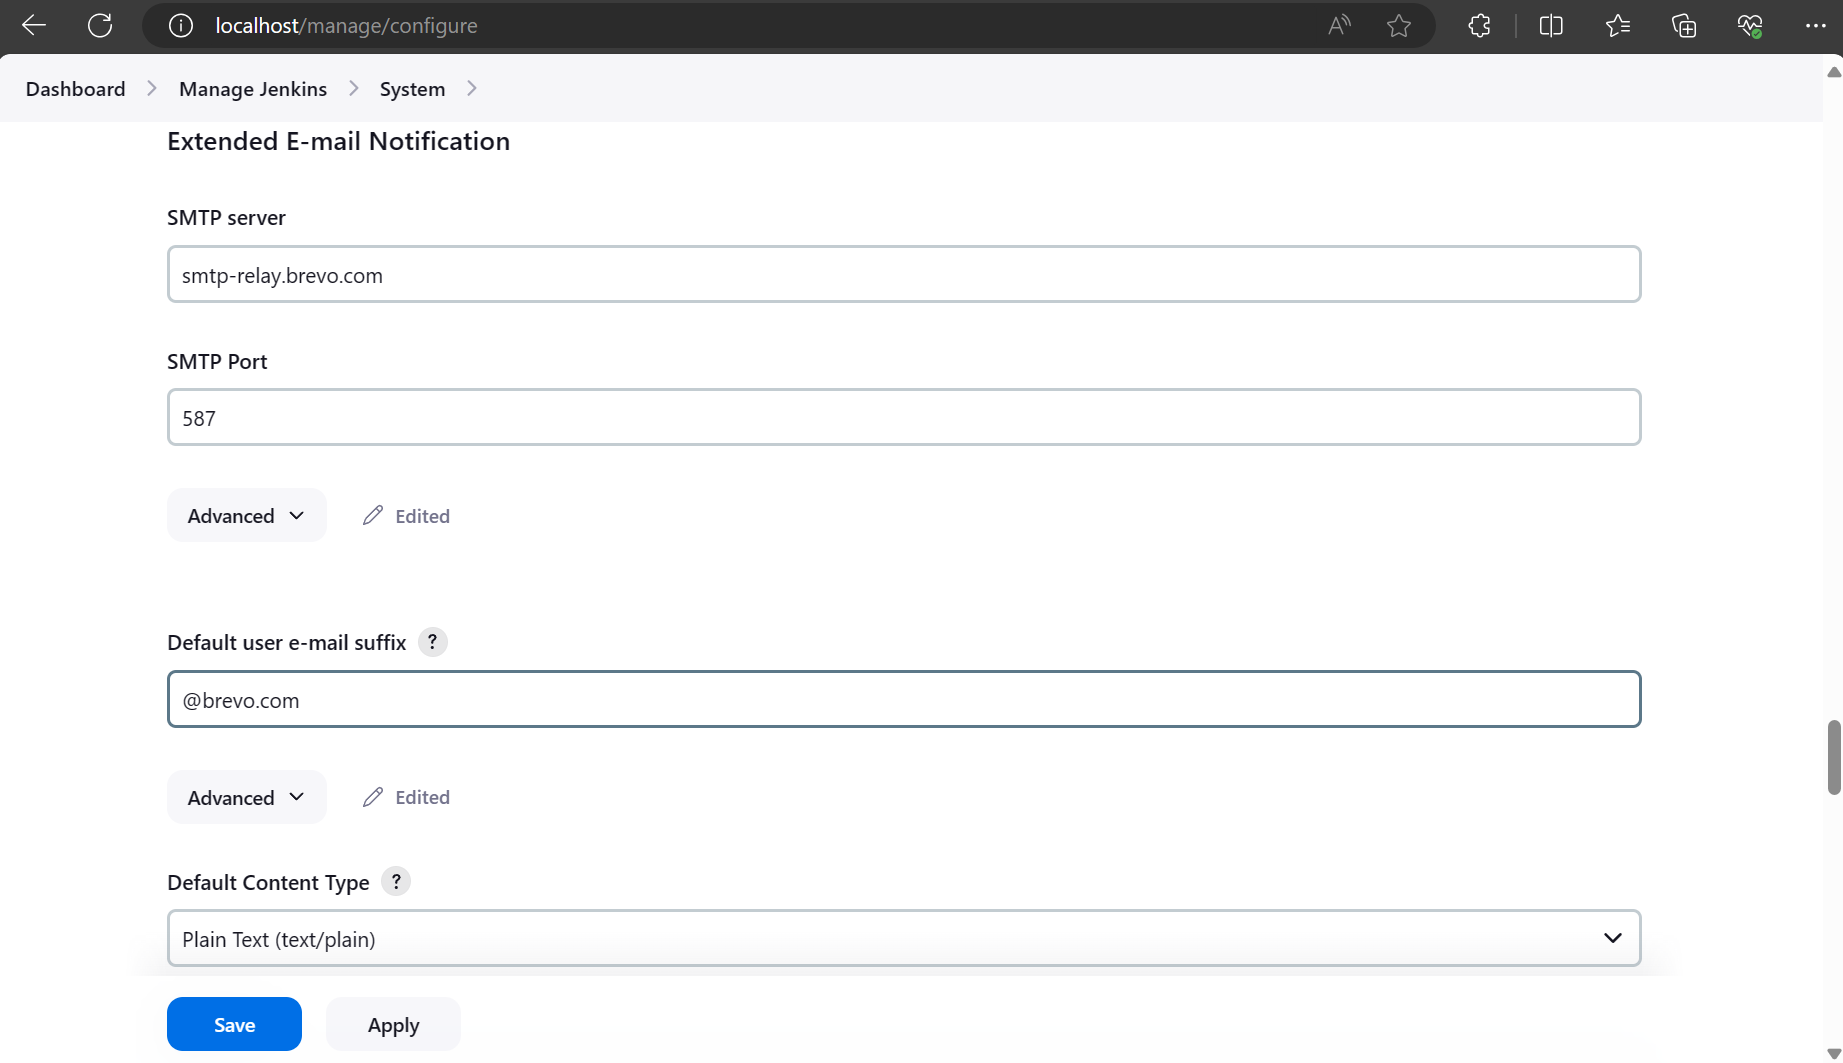 localhost/manage/configure
Dashboard > Manage Jenkins > System >
Extended E-mail Notification
SMTP server
smtp-relay.brevo.com
SMTP Port
587
Advanced Edited
Default user e-mail suffix ?
@brevo.com
Advanced Edited
Default Content Type ?
Plain Text (text/plain)
Save Apply